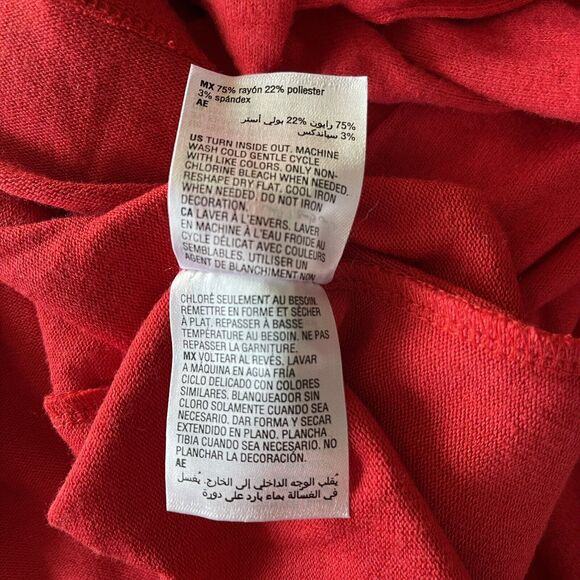 MX 75% rayón 22% poliester
3% spándex
AE
75% رايون %22 بولي أستر
3% سباندكس
US TURN INSIDE OUT. MACHINE
WASH COLD GENTLE CYCLE
WITH LIKE COLORS. ONLY NON-
CHLORINE BLEACH WHEN NEEDED.
RESHAPE DRY FLAT. COOL IRON
WHEN NEEDED. DO NOT IRON
DECORATION.
CA LAVER À L'ENVERS. LAVER
EN MACHINE À L'EAU FROIDE AU
CYCLE DÉLICAT AVEC COULEURS
SEMBLABLES. UTILISER UN
AGENT DE BLANCHIMENT NON
CHLORÉ SEULEMENT AU BESOIN.
REMETTRE EN FORME ET SÉCHER
À PLAT. REPASSER À BASSE
TEMPÉRATURE AU BESOIN. NE PAS
REPASSER LA GARNITURE.
MX VOLTEAR AL REVÉS. LAVAR
A MÁQUINA EN AGUA FRÍA
CICLO DELICADO CON COLORES
SIMILARES. BLANQUEADOR SIN
CLORO SOLAMENTE CUANDO SEA
NECESARIO. DAR FORMA Y SECAR
EXTENDIDO EN PLANO. PLANCHA
TIBIA CUANDO SEA NECESARIO. NO
PLANCHAR LA DECORACIÓN.
AE
يُقلب الوجه الداخلي إلى الخارج. يُغسل
في الغسالة بماء بارد على دورة